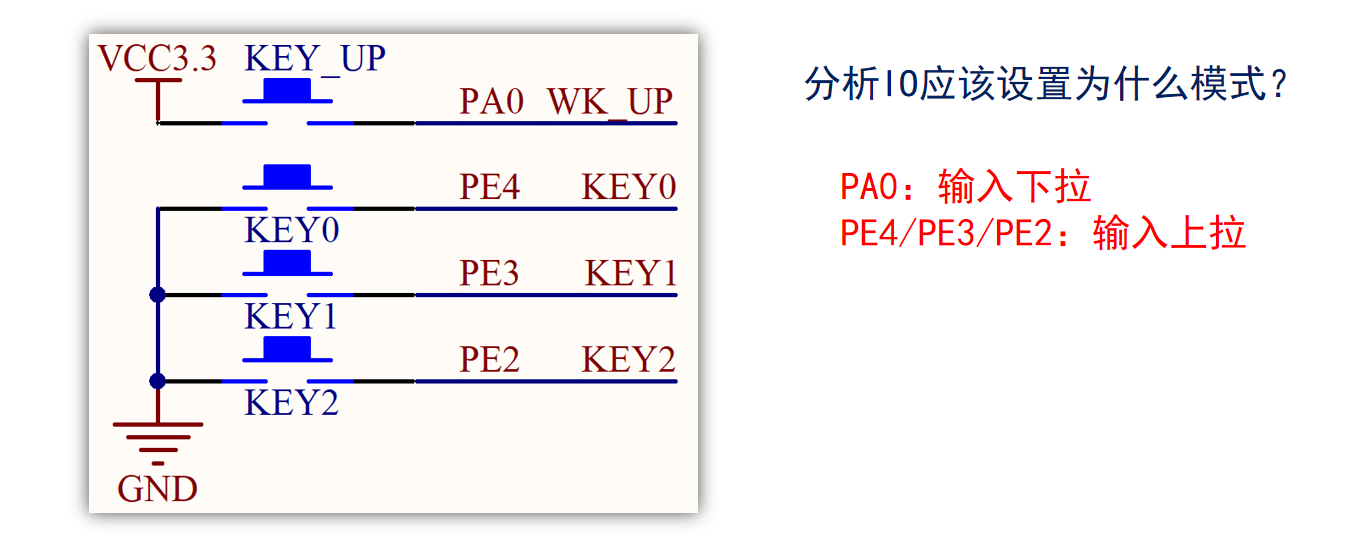 VCC3.3 KEY_UP
PA0 WK_UP
PE4 KEY0
KEY0
PE3 KEY1
KEY1
PE2 KEY2
KEY2
GND
分析IO应该设置为什么模式？
PA0：输入下拉
PE4/PE3/PE2：输入上拉